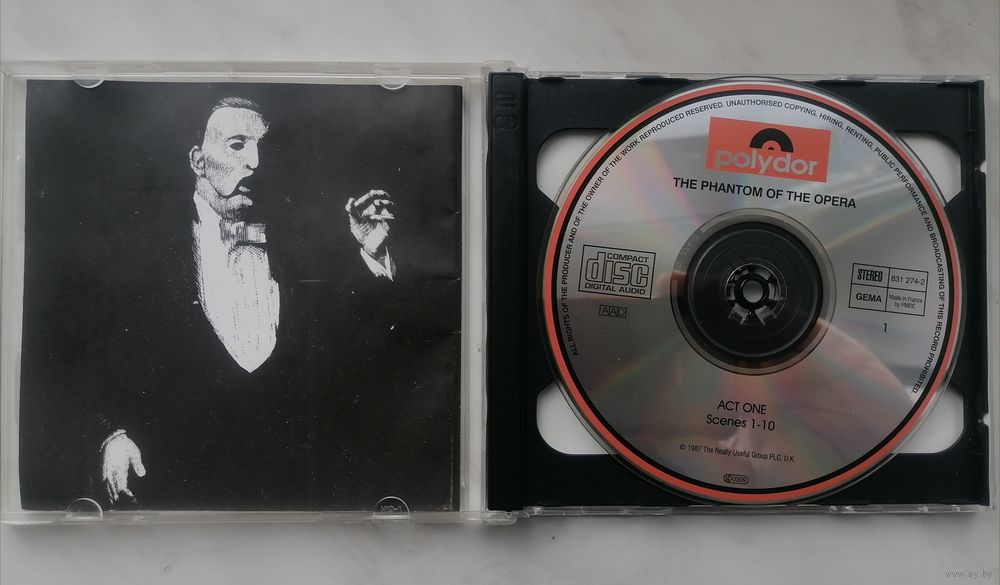 ALL RIGHTS OF THE PRODUCER AND OF THE OWNER OF THE WORK REPRODUCED RESERVED. UNAUTHORISED COPYING, HIRING, RENTING, PUBLIC PERFORMANCE AND BROADCASTING OF THIS RECORD PROHIBITED.
polydor
THE PHANTOM OF THE OPERA
COMPACT
disc
DIGITAL AUDIO
AAD
STEREO
831 274-2
GEMA
Made in France
by PMDC
1
ACT ONE
Scenes 1-10
© 1987 The Really Useful Group PLC, U.K.
0309
www.ay.by